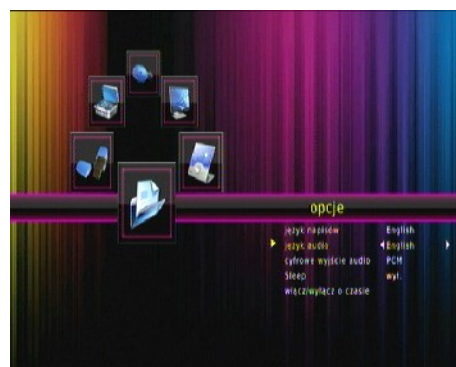 opcje
język napisów English
język audio English
cyfrowe wyjście audio PCM
Sleep wył.
włącz/wyłącz o czasie